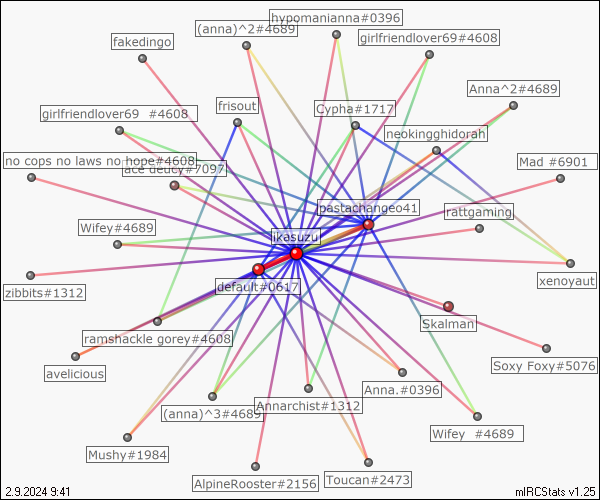 hypomanianna#0396
(anna)^2#4689
girlfriendlover69#4608
fakedingo
Anna^2#4689
frisout
Cypha#1717
girlfriendlover69  #4608
neokingghidorah
no cops no laws no hope#4608
Mad #6901
ace deucy#7097
pastachangeo41
rattgaming
Wifey#4689
ikasuzu
xenoyaut
default#0617
zibbits#1312
Skalman
ramshackle gorey#4608
Soxy Foxy#5076
avelicious
Anna.#0396
Annarchist#1312
(anna)^3#4689
Wifey  #4689
Mushy#1984
Toucan#2473
AlpineRooster#2156
2.9.2024 9:41
mIRCStats v1.25